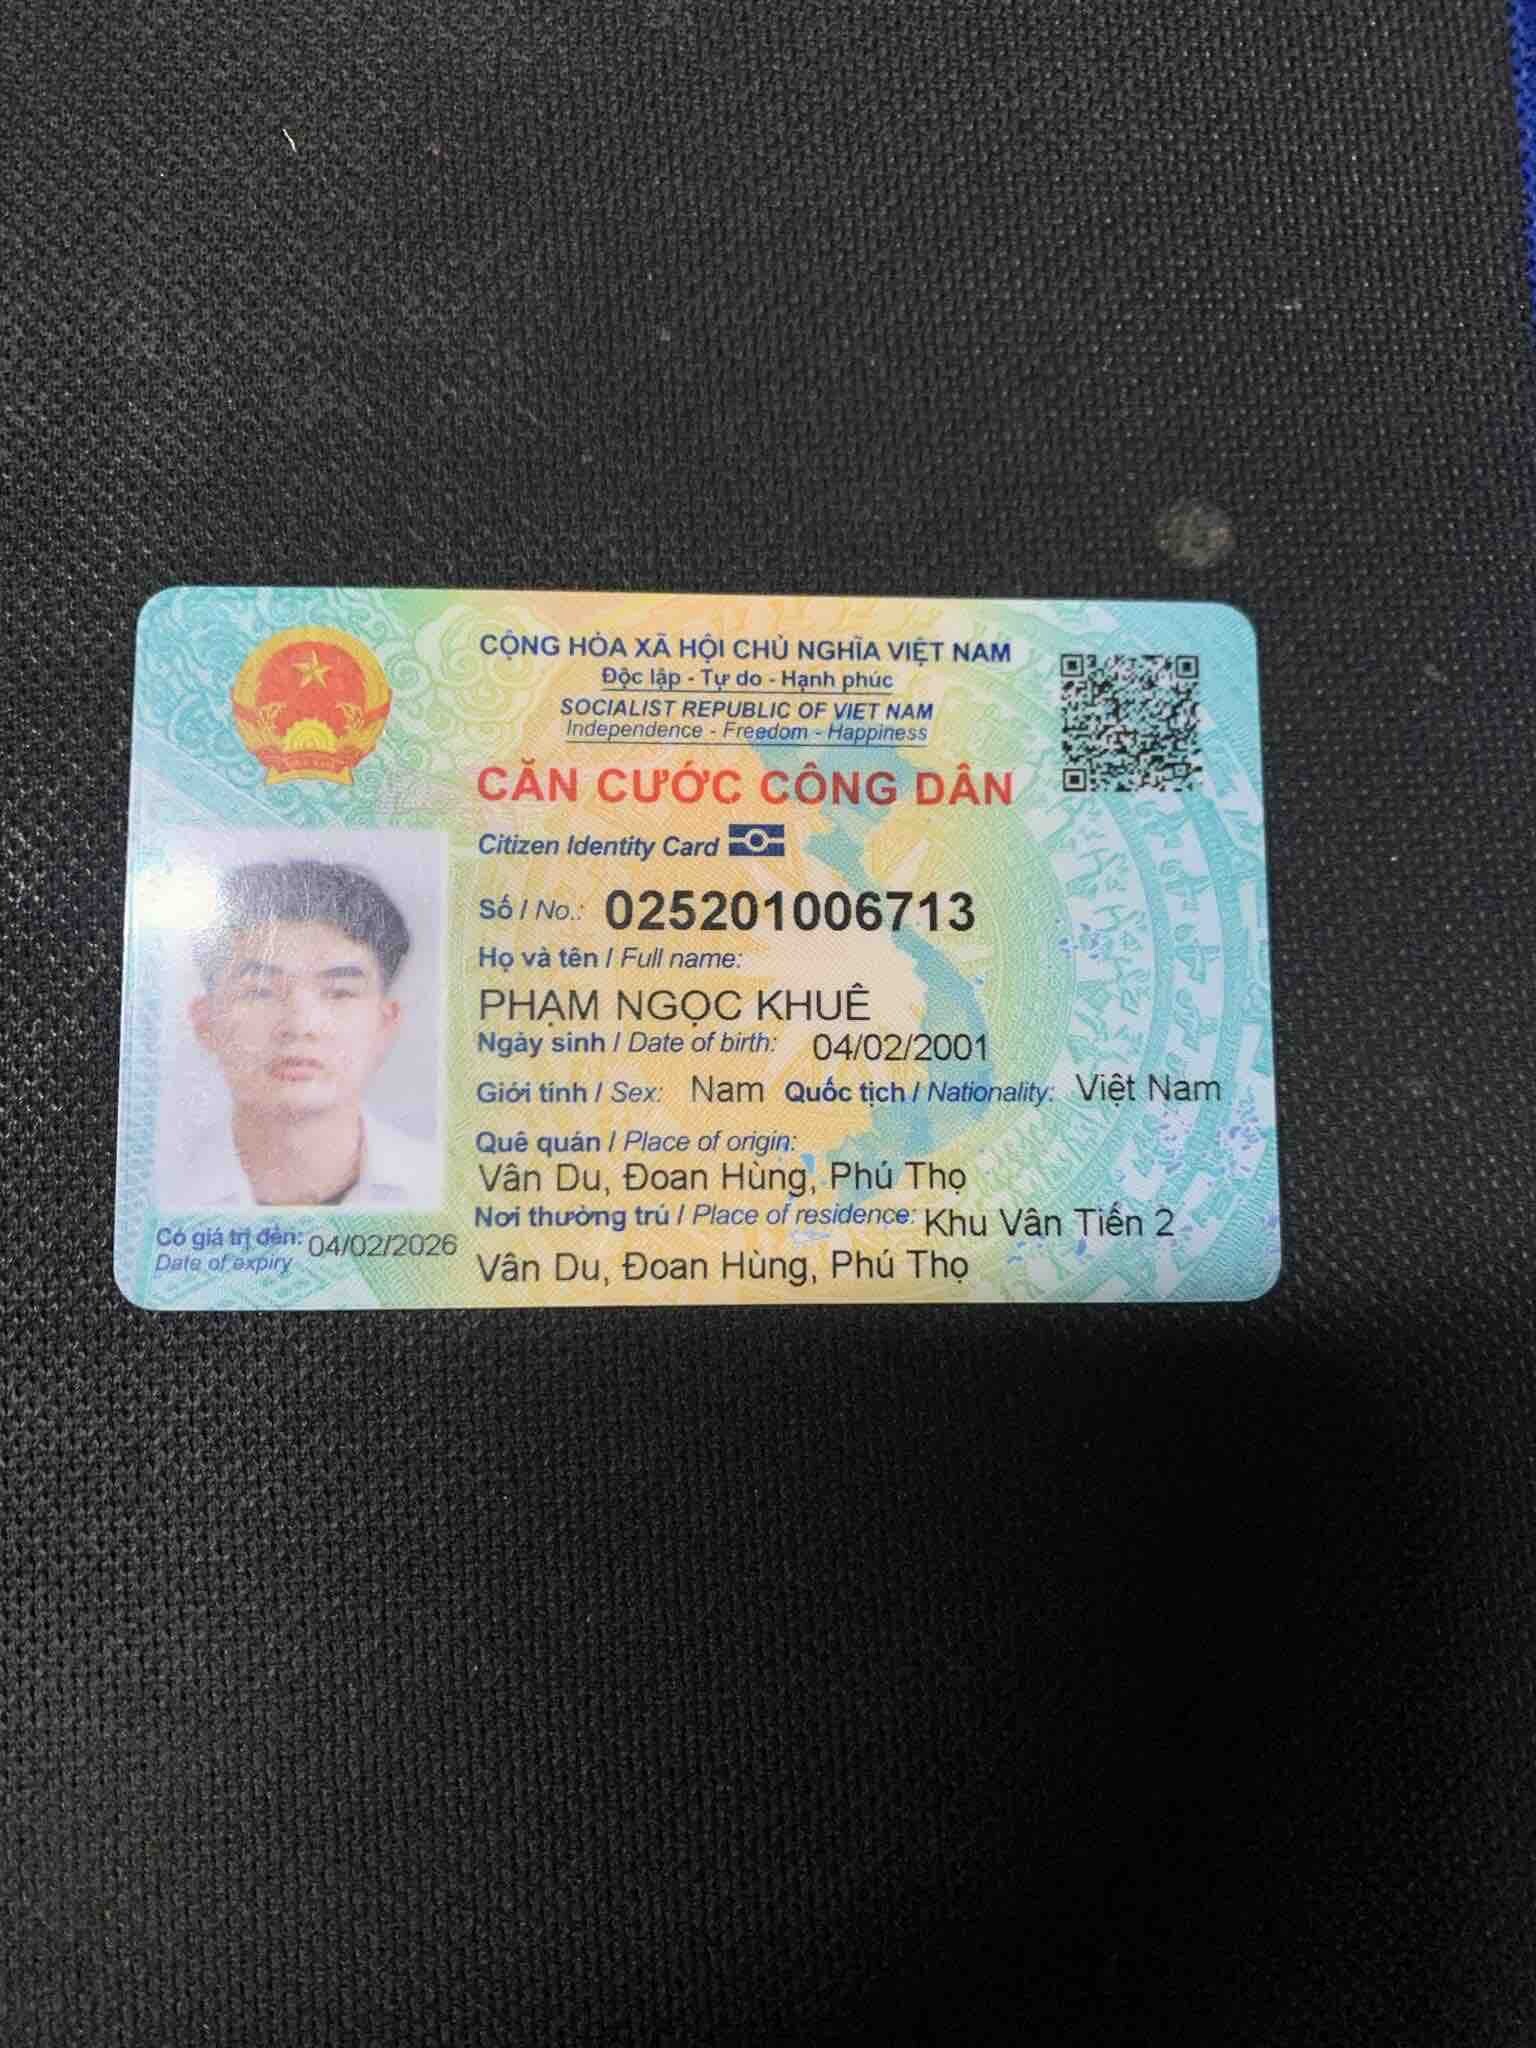 CỘNG HÒA XÃ HỘI CHỦ NGHĨA VIỆT NAM
Độc lập - Tự do - Hạnh phúc
SOCIALIST REPUBLIC OF VIET NAM
Independence - Freedom - Happiness
CĂN CƯỚC CÔNG DÂN
Citizen Identity Card
Số / No.: 025201006713
Họ và tên / Full name:
PHẠM NGỌC KHUÊ
Ngày sinh / Date of birth: 04/02/2001
Giới tính / Sex: Nam Quốc tịch / Nationality: Việt Nam
Quê quán / Place of origin:
Vân Du, Đoan Hùng, Phú Thọ
Nơi thường trú / Place of residence: Khu Vân Tiến 2
Vân Du, Đoan Hùng, Phú Thọ
Có giá trị đến: 04/02/2026
Date of expiry